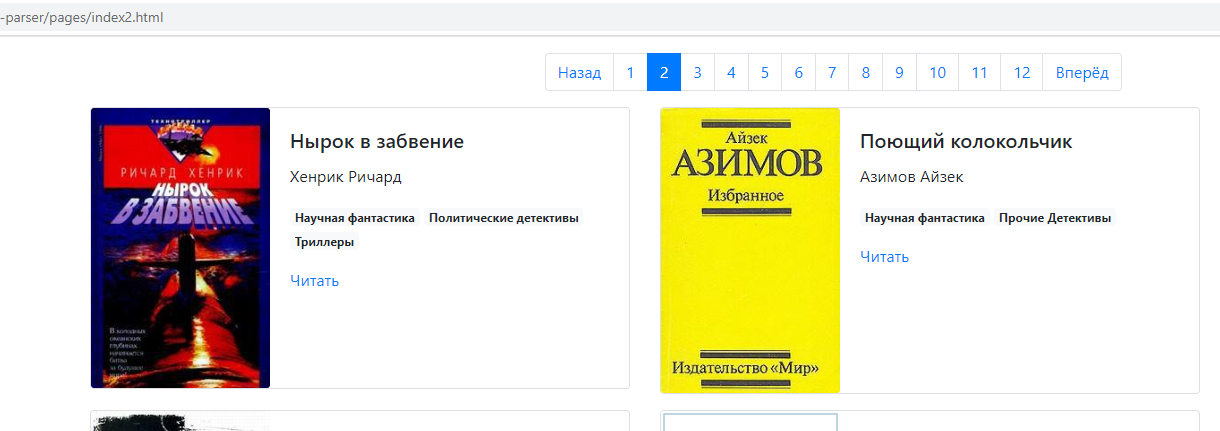 -parser/pages/index2.html
Назад 1 2 3 4 5 6 7 8 9 10 11 12 Вперёд
ТЕХНОТРИЛЛЕР
РИЧАРД ХЕНРИК
НЫРОК
В ЗАБВЕНИЕ
В холодных
океанских
глубинах
начинается
битва
за будущее
мира!
Нырок в забвение
Хенрик Ричард
Научная фантастика Политические детективы
Триллеры
Читать
Айзек
АЗИМОВ
Избранное
Издательство «Мир»
Поющий колокольчик
Азимов Айзек
Научная фантастика Прочие Детективы
Читать